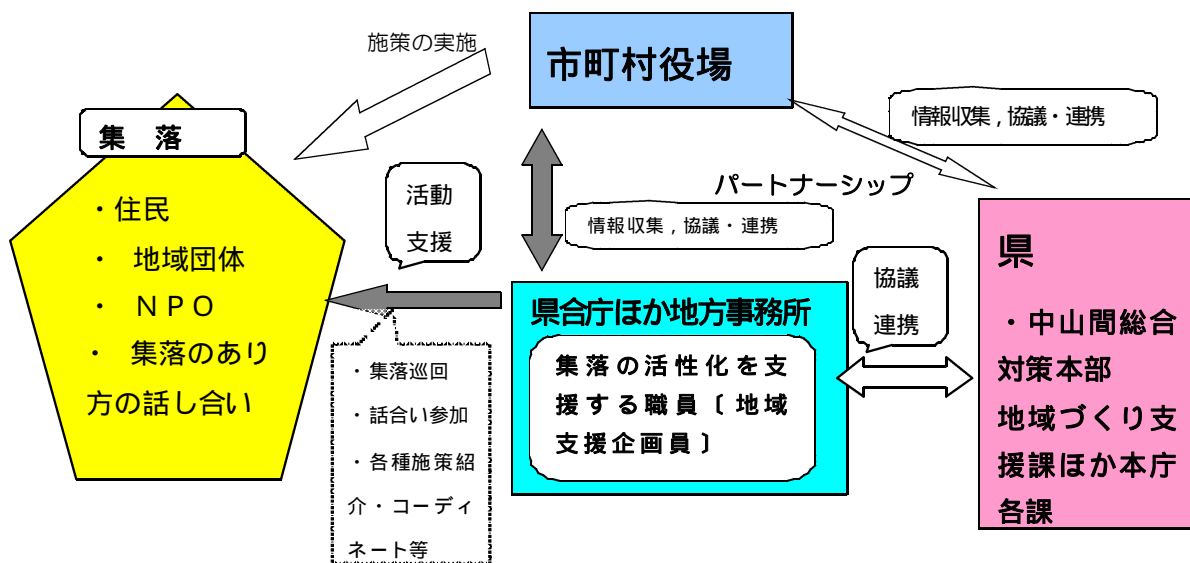 施策の実施
市町村役場
情報収集，協議・連携
集　落
・住民
・　地域団体
・　ＮＰＯ
・　集落のあり
方の話し合い
活動
支援
パートナーシップ
情報収集，協議・連携
県合庁ほか地方事務所
集落の活性化を支
援する職員〔地域
支援企画員〕
協議
連携
県
・中山間総合
対策本部
地域づくり支
援課ほか本庁
各課
・集落巡回
・話合い参加
・各種施策紹
介・コーディ
ネート等